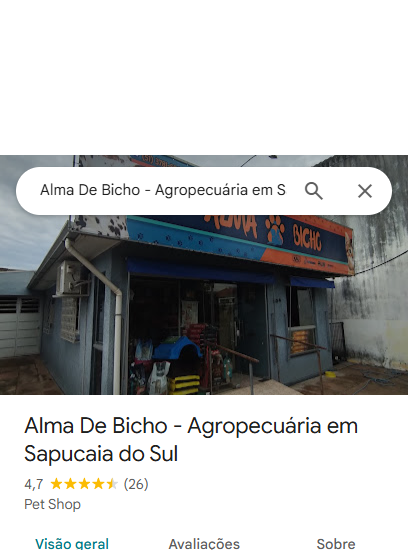 Alma De Bicho - Agropecuária em S
ALMA BICHO
Alma De Bicho - Agropecuária em
Sapucaia do Sul
4,7 (26)
Pet Shop
Visão geral Avaliações Sobre